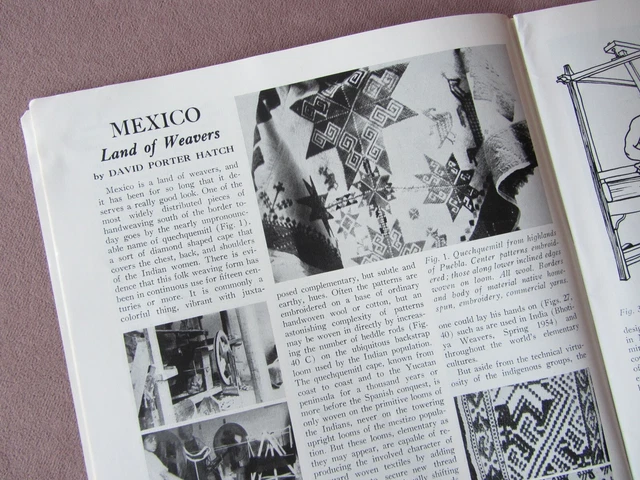 MEXICO
Land of Weavers
by DAVID PORTER HATCH
Mexico is a land of weavers, and
it has been for so long that it de-
serves a really good look. One of the
most widely distributed pieces of
handweaving south of the border to-
day goes by the nearly unpronounc-
able name of quechquemitl (Fig. 1),
a sort of diamond shaped cape that
covers the chest, back, and shoulders
of the Indian women. There is evi-
dence that this folk weaving form has
been in continuous use for fifteen cen-
turies or more. It is commonly a
colorful thing, vibrant with juxta-
posed complementary, but subtle and
earthy, hues. Often the patterns are
embroidered on a base of ordinary
handwoven wool or cotton, but an
astonishing complexity of pattern
may be woven in directly by increas-
ing the number of heddle rods (Fig.
40 C) on the ubiquitous backstrap
loom used by the Indian population.
The quechquemitl cape, known from
coast to coast and to the Yucatan
peninsula for a thousand years or
more before the Spanish conquest, is
only woven on the primitive looms of
the Indians, never on the towering
upright looms of the mestizo popula-
tion. But these looms, elementary as
they may appear, are capable of re-
producing the involved character of
woven textiles by adding
secure new thread
shifting
Fig. 1. Quechquemitl from highlands
of Puebla. Center patterns embroid-
ered; those along lower inclined edges
woven on loom. All wool. Border
and body of material native home-
spun, embroidery, commercial yarns.
one could lay his hands on (Figs. 27,
40) such as are used in India (Bhoti-
ya Weavers, Spring 1954) and
throughout the world's elementary
cultures.
But aside from the technical virtu-
osity of the indigenous groups, the
Fig.